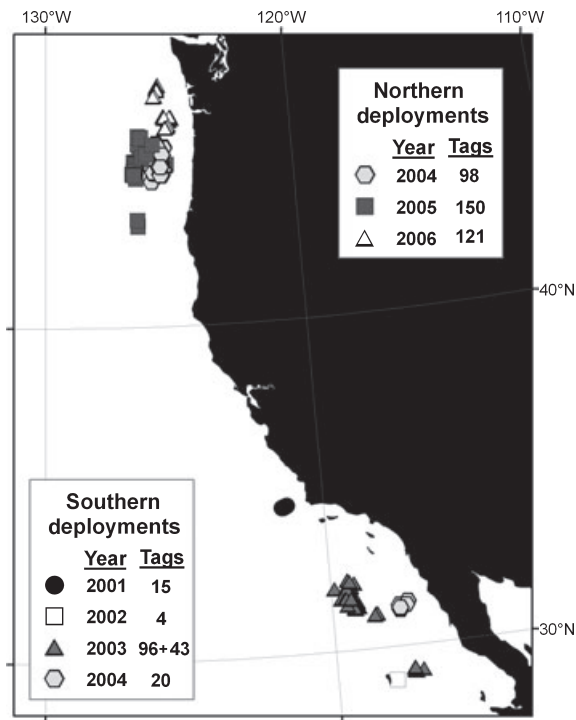 130°W 120°W 110°W
Northern
deployments
Year Tags
2004 98
2005 150
2006 121
40°N
Southern
deployments
Year Tags
2001 15
2002 4
2003 96+43
2004 20
30°N